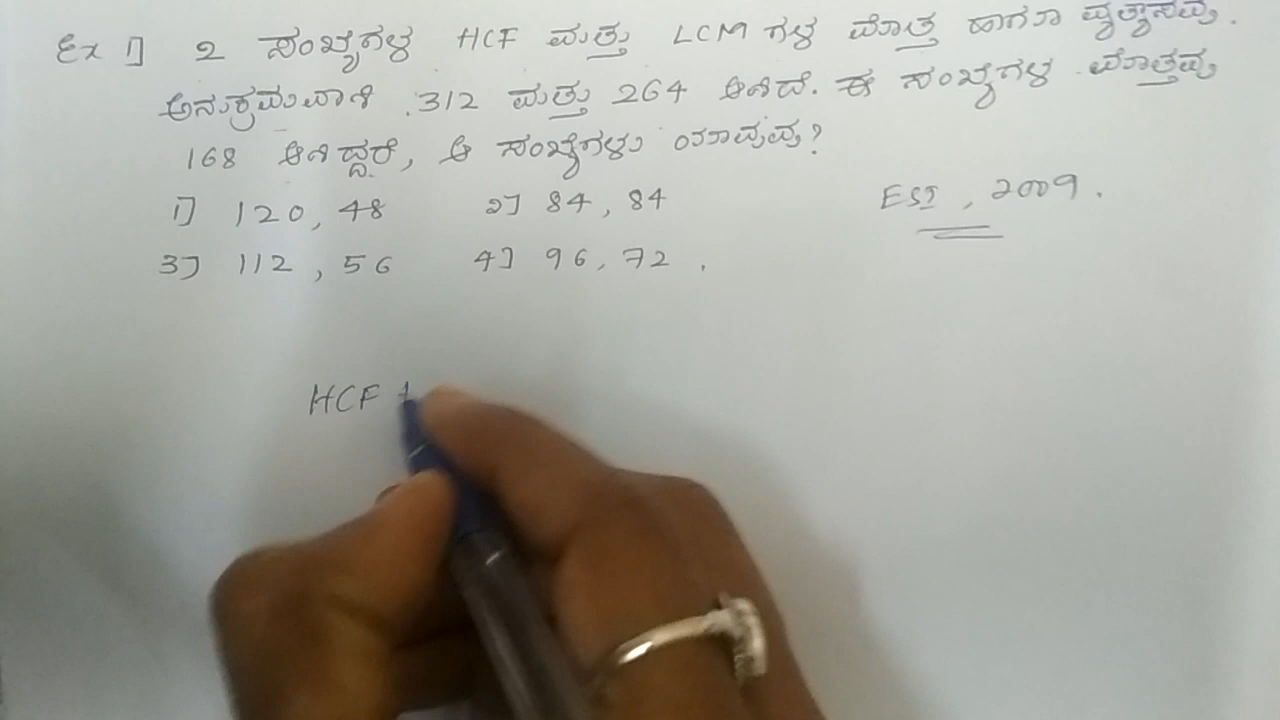 Ex 1] 2 ಸಂಖ್ಯೆಗಳ HCF ಮತ್ತು LCM ಗಳ ಮೊತ್ತ ಹಾಗೂ ವ್ಯತ್ಯಾಸವು.
ಅನುಕ್ರಮವಾಗಿ .312 ಮತ್ತು 264 ಆಗಿದೆ. ಈ ಸಂಖ್ಯೆಗಳ ಮೊತ್ತವು
168 ಆಗಿದ್ದರೆ, ಆ ಸಂಖ್ಯೆಗಳು ಯಾವುವು?
ESI, 2009.
1] 120, 48 2] 84, 84
3] 112, 56 4] 96, 72.
HCF +